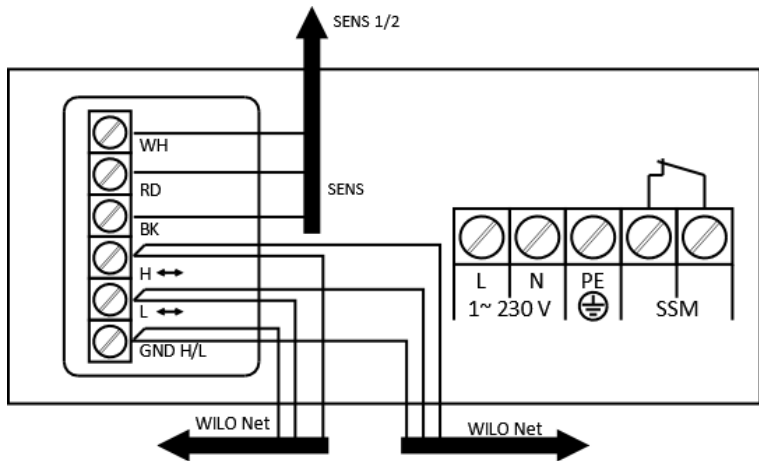 SENS 1/2
WH
RD
SENS
BK
H
L
GND H/L
L N PE
1~ 230 V SSM
WILO Net
WILO Net